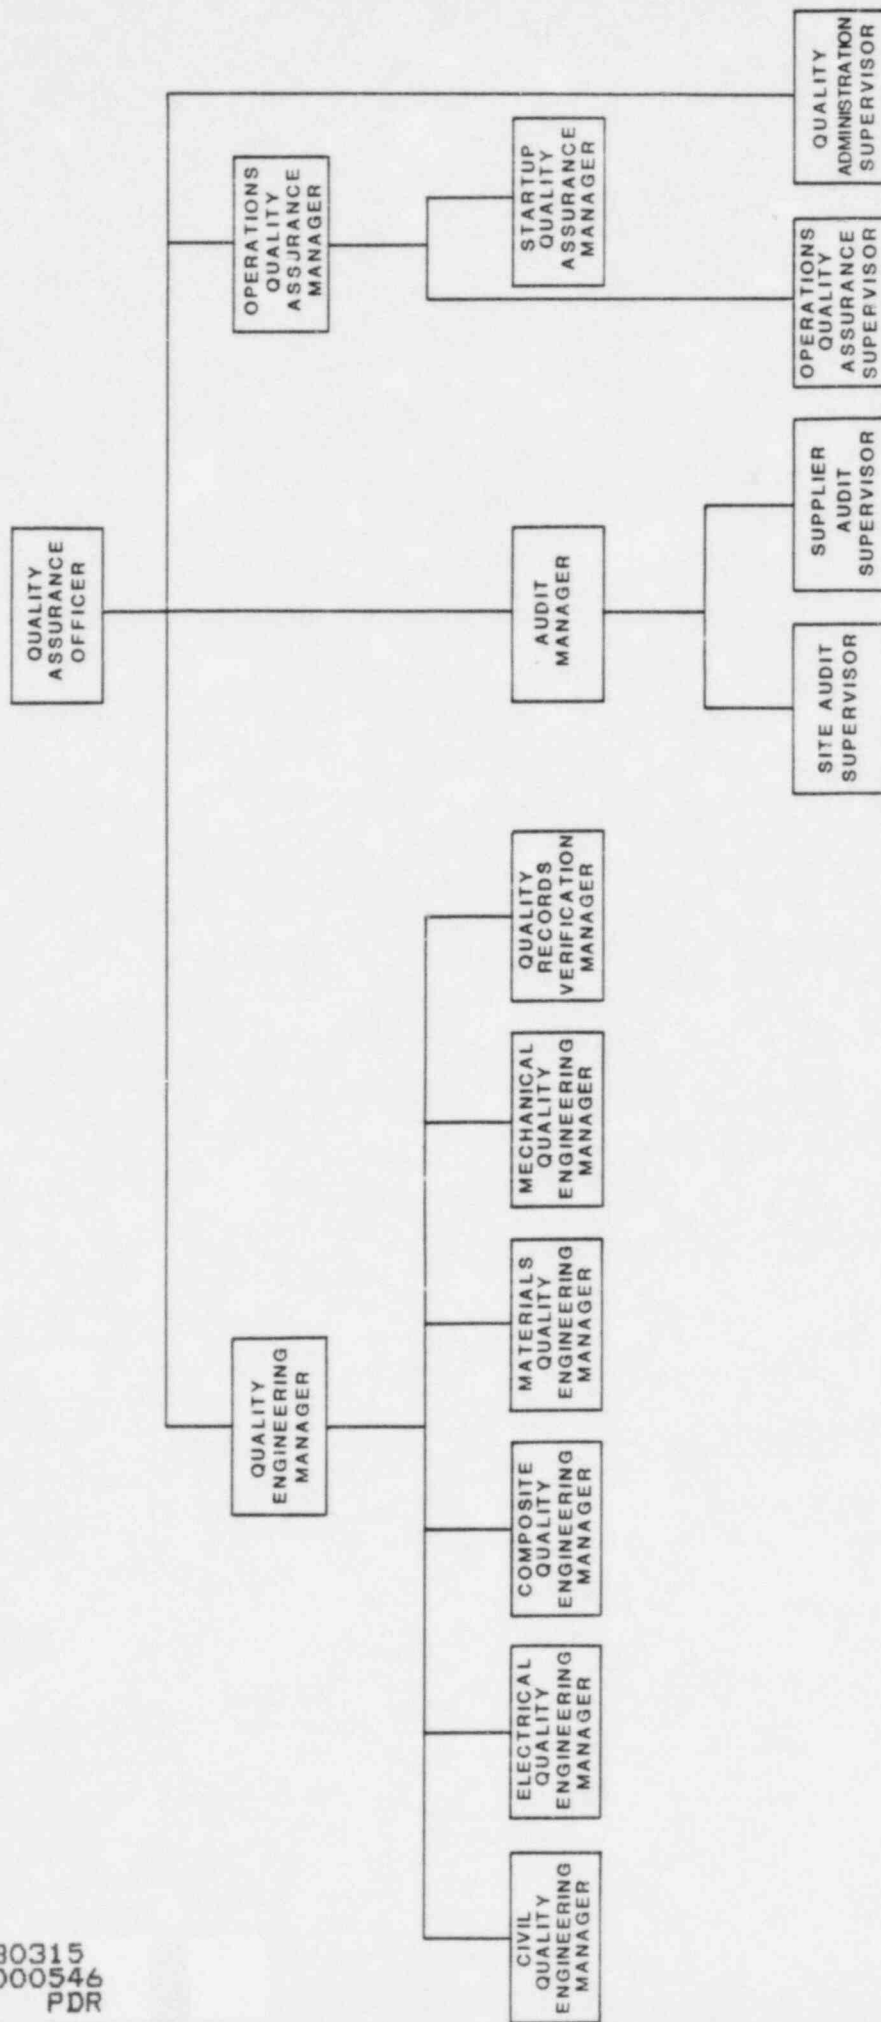 QUALITY
ASSURANCE
OFFICER
QUALITY
ENGINEERING
MANAGER
OPERATIONS
QUALITY
ASSURANCE
MANAGER
CIVIL
QUALITY
ENGINEERING
MANAGER
ELECTRICAL
QUALITY
ENGINEERING
MANAGER
COMPOSITE
QUALITY
ENGINEERING
MANAGER
MATERIALS
QUALITY
ENGINEERING
MANAGER
MECHANICAL
QUALITY
ENGINEERING
MANAGER
QUALITY
RECORDS
VERIFICATION
MANAGER
AUDIT
MANAGER
STARTUP
QUALITY
ASSURANCE
MANAGER
SITE AUDIT
SUPERVISOR
SUPPLIER
AUDIT
SUPERVISOR
OPERATIONS
QUALITY
ASSURANCE
SUPERVISOR
QUALITY
ADMINISTRATION
SUPERVISOR
30315
000546
PDR